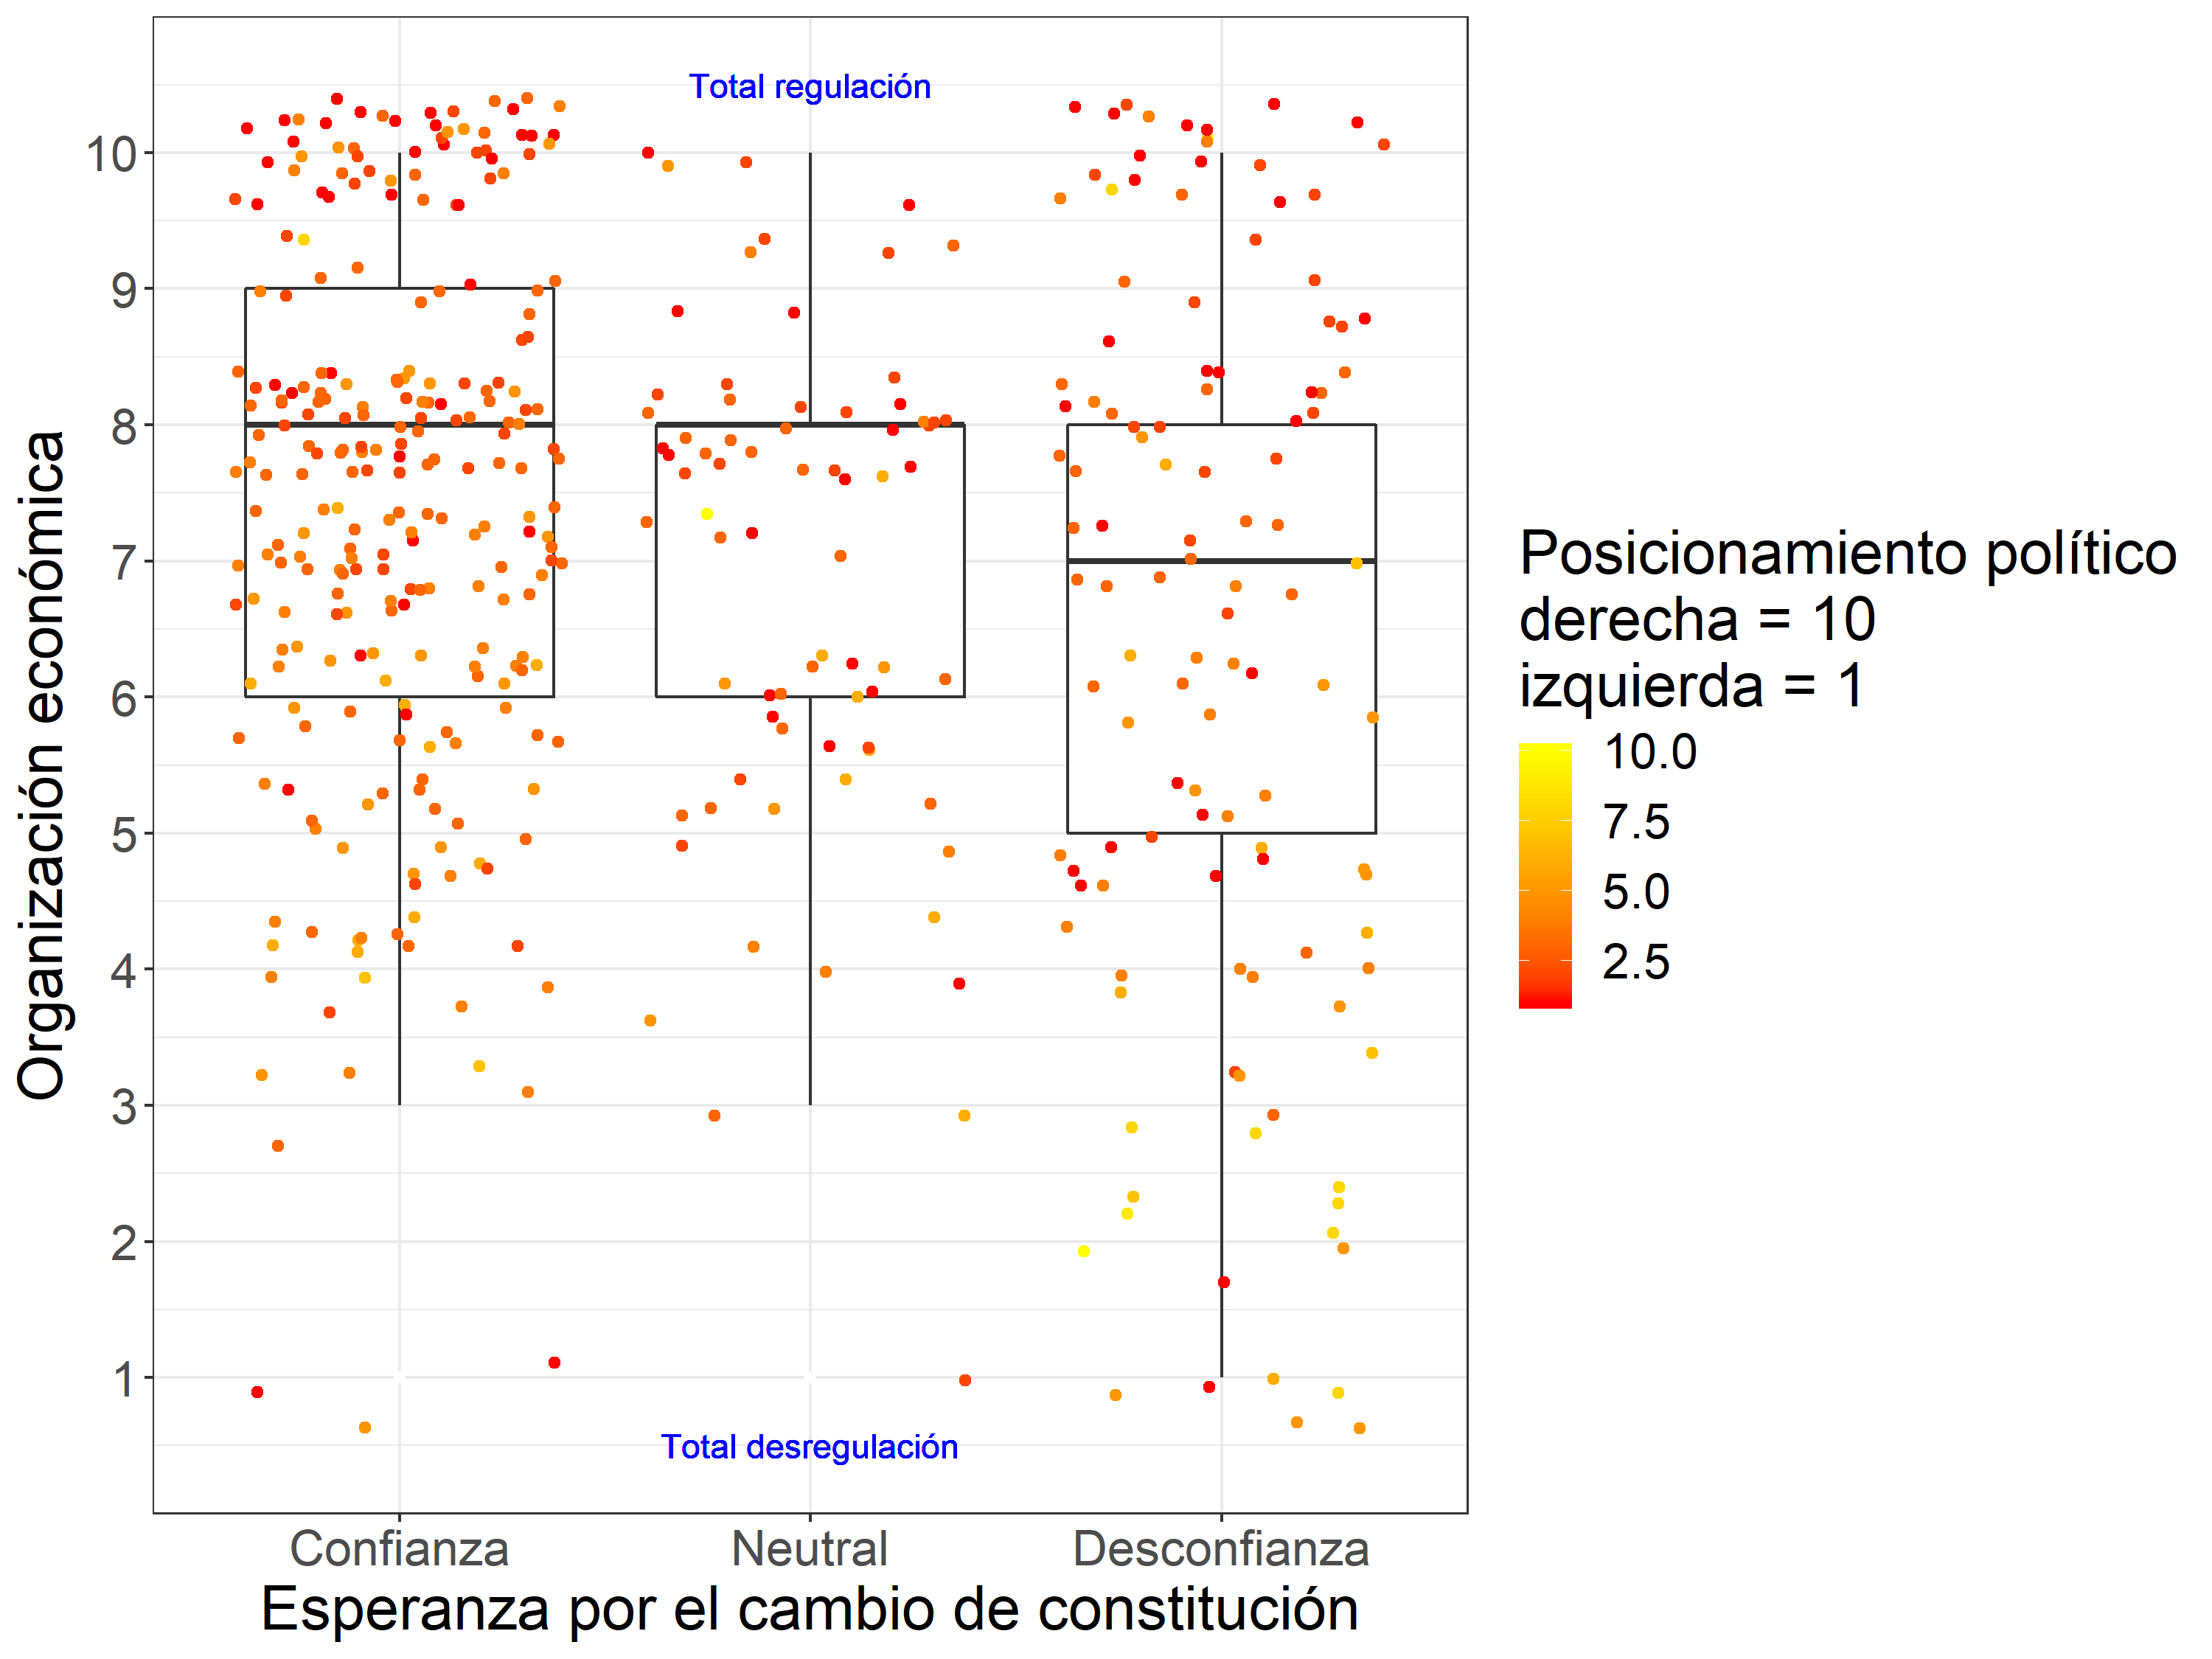 Organización económica
10
9
8
7
6
5
4
3
2
1
Total regulación
Total desregulación
Confianza
Neutral
Desconfianza
Esperanza por el cambio de constitución
Posicionamiento político
derecha = 10
izquierda = 1
10.0
7.5
5.0
2.5